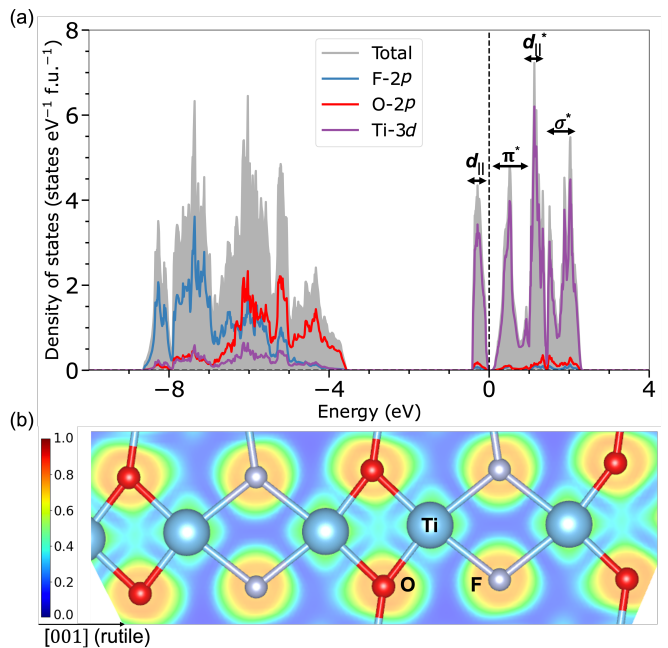 (a)
8
6
4
2
0
Density of states (states eV⁻¹ f.u.⁻¹)
Total
F-2p
O-2p
Ti-3d
d||
π*
d||*
σ*
−8
−4
0
4
Energy (eV)
(b)
1.0
0.8
0.6
0.4
0.2
0.0
Ti
O
F
[001] (rutile)